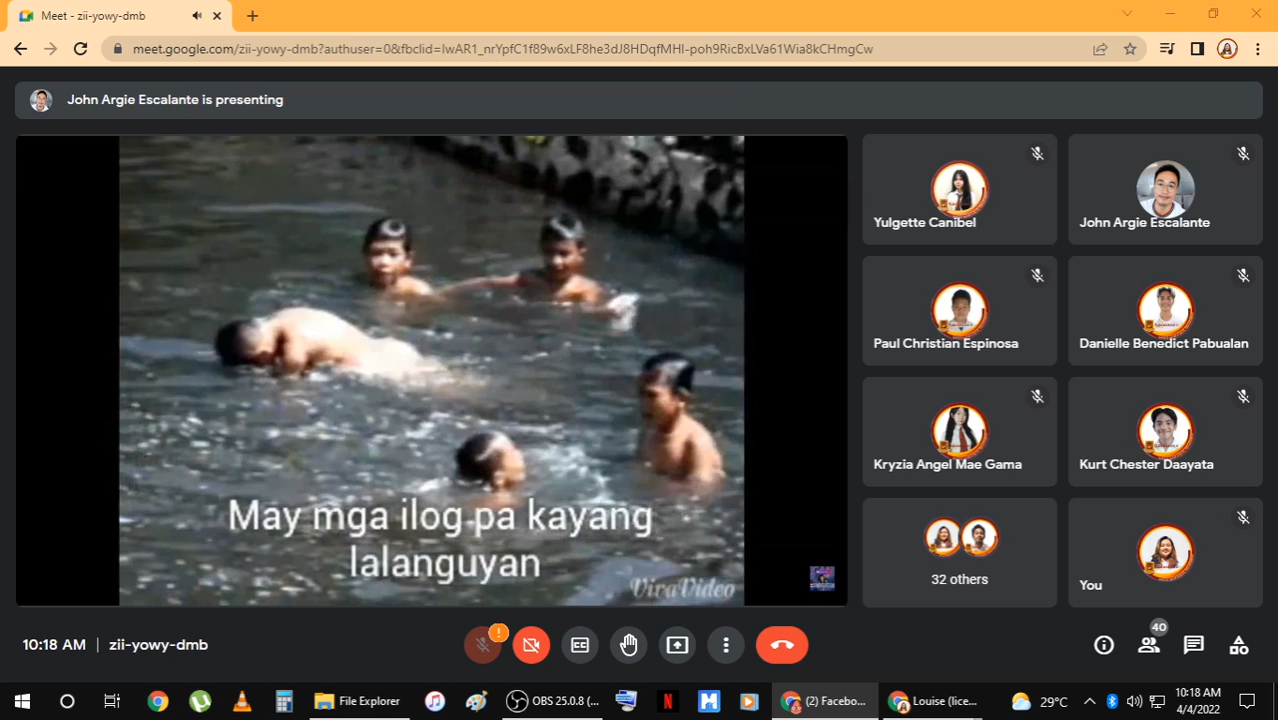 Meet - zii-yowy-dmb
meet.google.com/zii-yowy-dmb?authuser=0&fbclid=IwAR1_nrYpfC1f89w6xLF8he3dJ8HDqfMHI-poh9RicBxLVa61Wia8kCHmgCw
John Argie Escalante is presenting
May mga ilog pa kayang
lalanguyan
VivaVideo
Yulgette Canibel
John Argie Escalante
Paul Christian Espinosa
Danielle Benedict Pabualan
Kryzia Angel Mae Gama
Kurt Chester Daayata
32 others
You
10:18 AM | zii-yowy-dmb
40
File Explorer
OBS 25.0.8 (...
(2) Facebo...
Louise (lice...
29°C
10:18 AM
4/4/2022